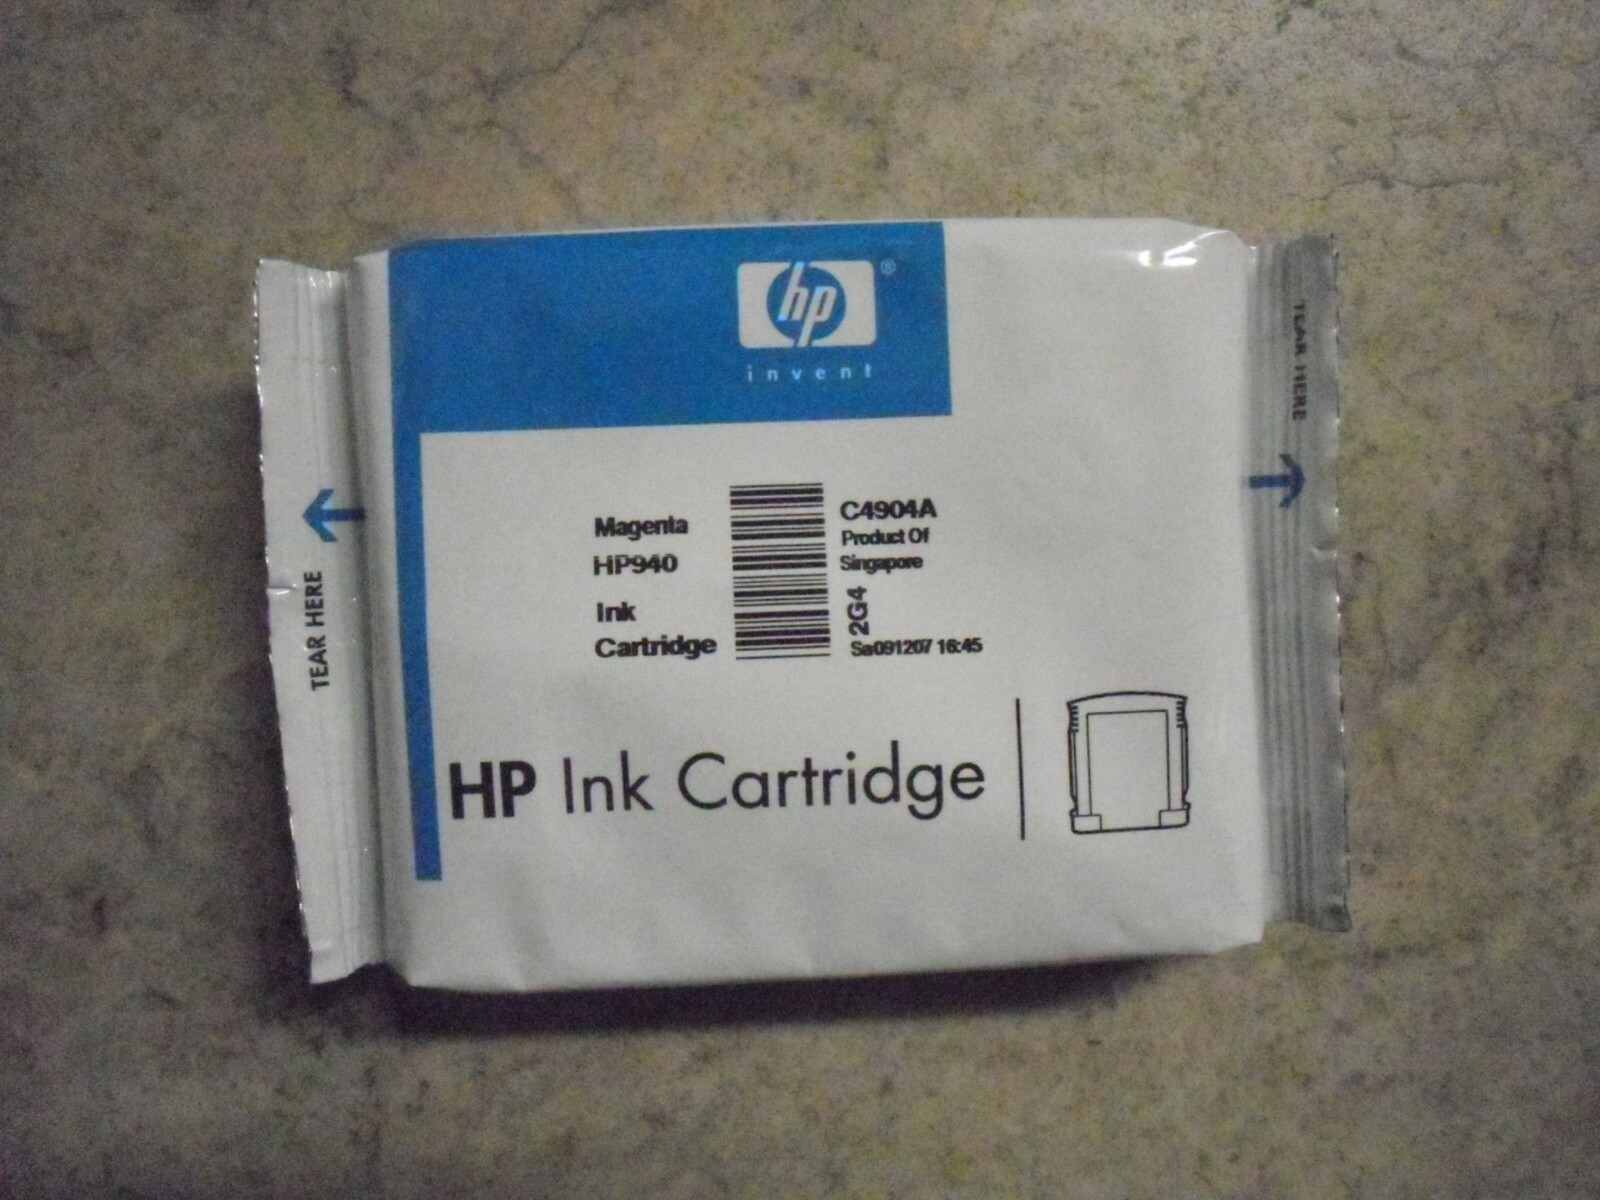 hp®
invent
Magenta
HP940
Ink
Cartridge
C4904A
Product Of
Singapore
2G4
Sa091207 16:45
HP Ink Cartridge
TEAR HERE
TEAR HERE